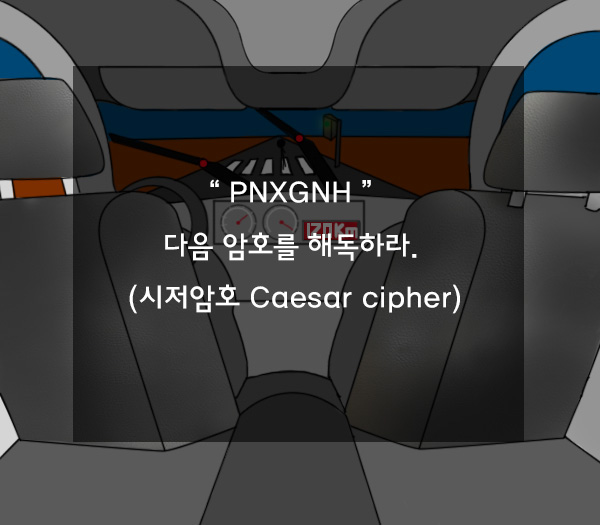 “ PNXGNH ”
다음 암호를 해독하라.
(시저암호 Caesar cipher)